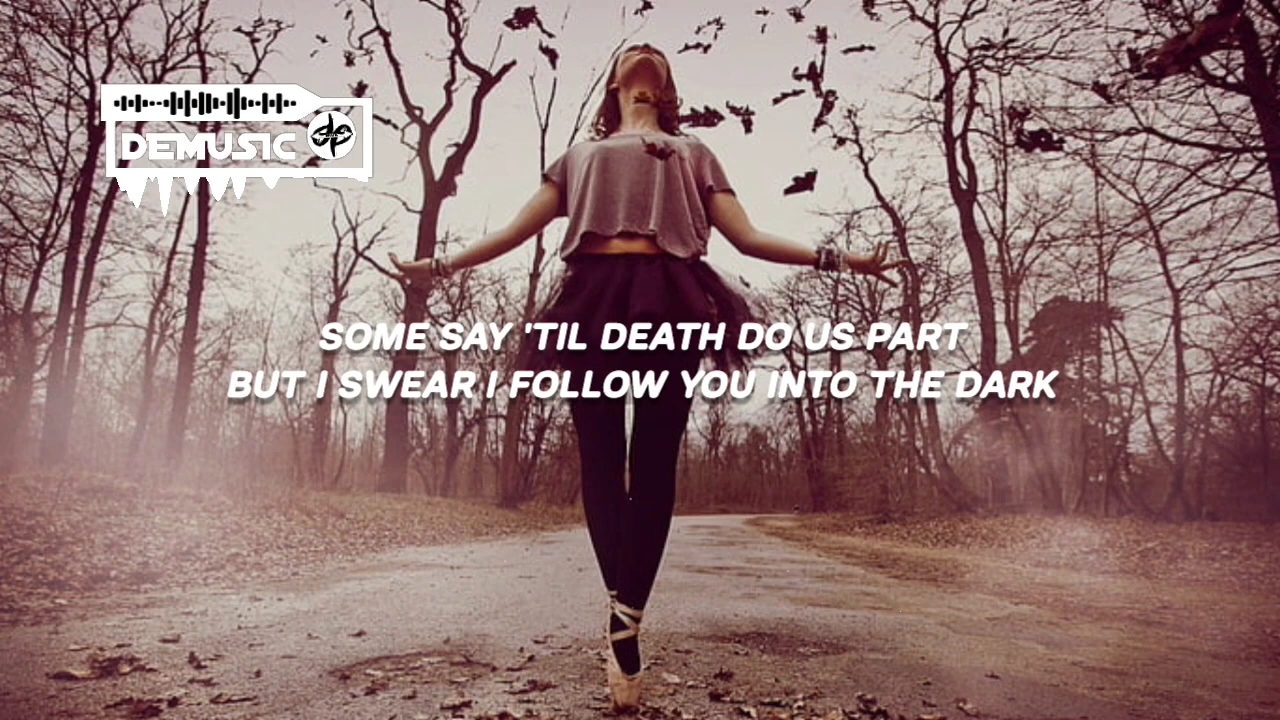 DEMUSIC
SOME SAY 'TIL DEATH DO US PART
BUT I SWEAR I FOLLOW YOU INTO THE DARK